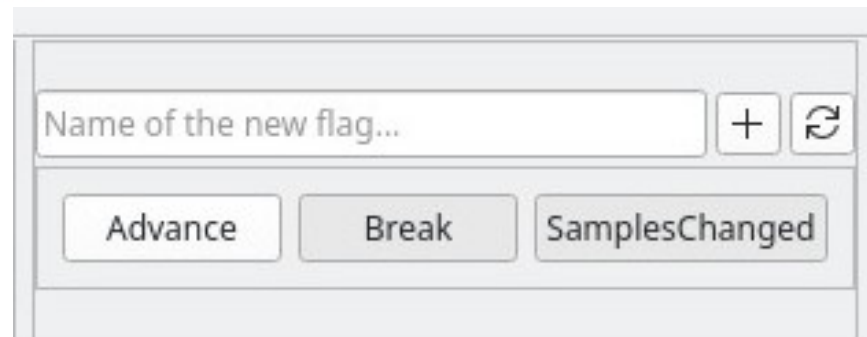 Name of the new flag... +
Advance Break SamplesChanged